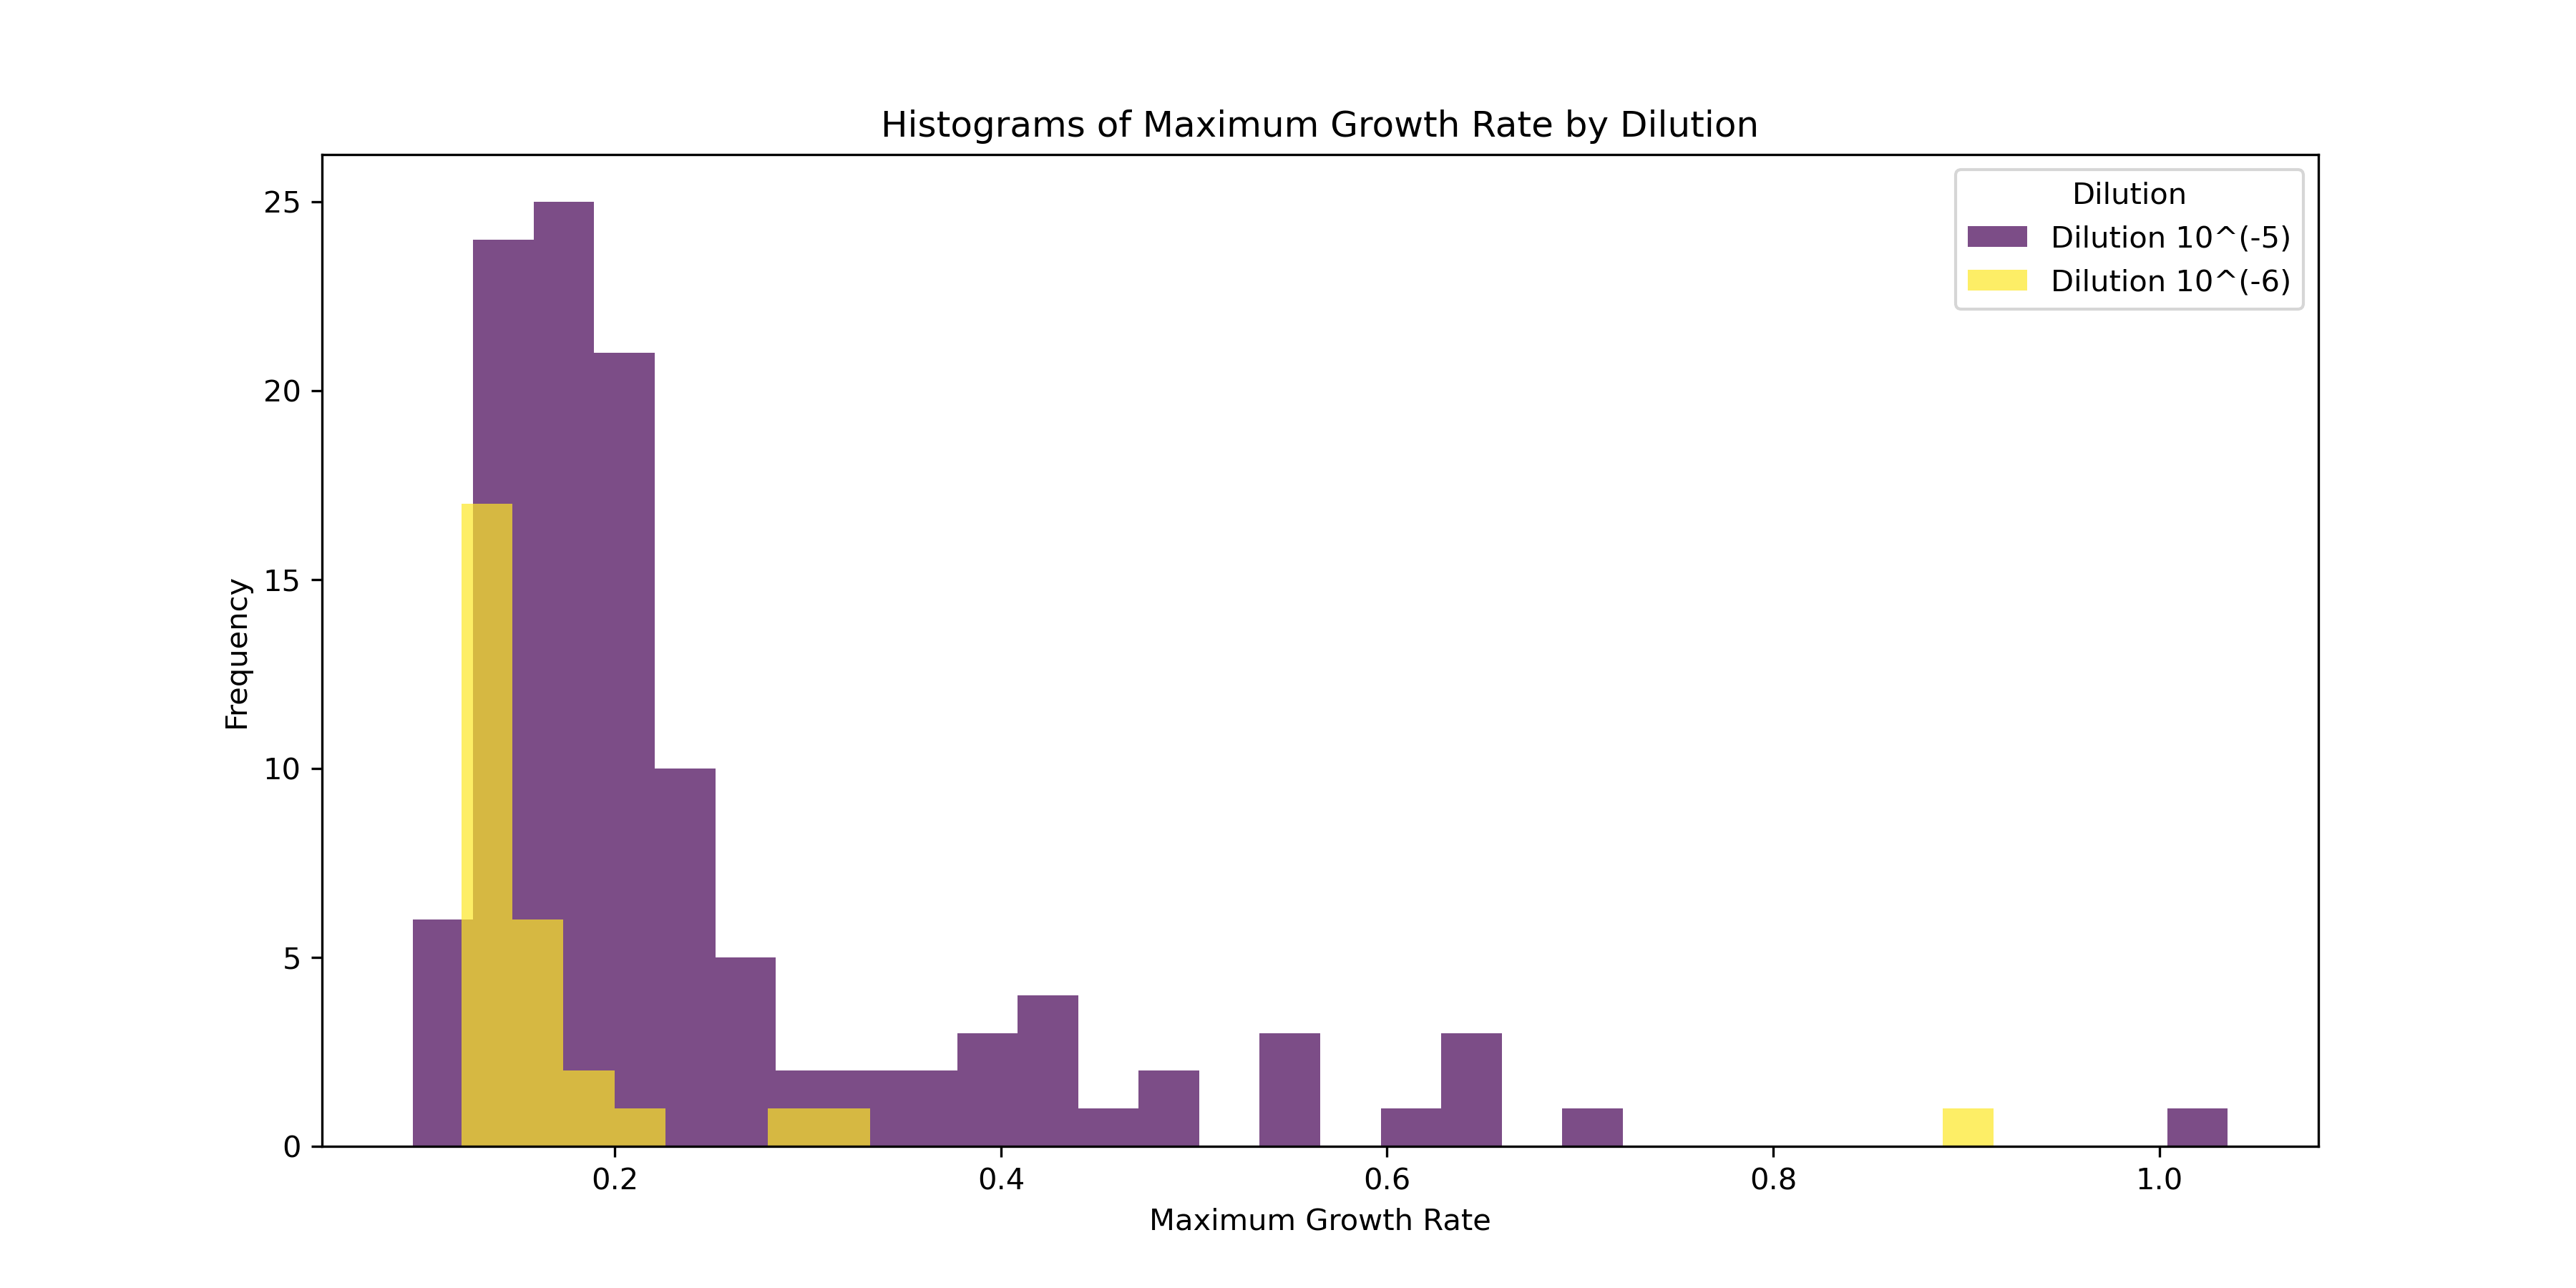 Histograms of Maximum Growth Rate by Dilution
Dilution
Dilution 10^(-5)
Dilution 10^(-6)
Frequency
25
20
15
10
5
0
0.2
0.4
0.6
0.8
1.0
Maximum Growth Rate